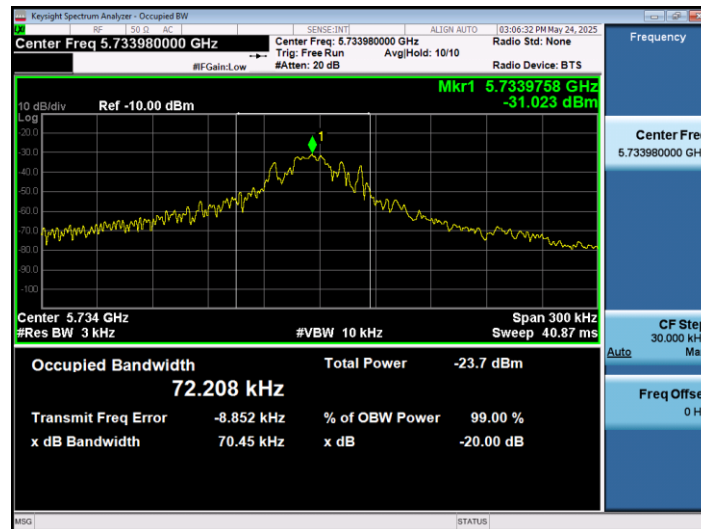 Keysight Spectrum Analyzer - Occupied BW
LXI RF 50 Ω AC SENSE:INT ALIGN AUTO 03:06:32 PM May 24, 2025
Center Freq 5.733980000 GHz Center Freq: 5.733980000 GHz Radio Std: None Frequency
Trig: Free Run Avg|Hold: 10/10
#IFGain:Low #Atten: 20 dB Radio Device: BTS
Mkr1 5.7339758 GHz
10 dB/div Ref -10.00 dBm -31.023 dBm
Log
-20.0
1
-30.0
-40.0
-50.0
-60.0
-70.0
-80.0
-90.0
-100
Center Fre
5.733980000 GH
Center 5.734 GHz Span 300 kHz
#Res BW 3 kHz #VBW 10 kHz Sweep 40.87 ms
CF Step
30.000 kH
Auto Ma
Occupied Bandwidth Total Power -23.7 dBm
72.208 kHz
Transmit Freq Error -8.852 kHz % of OBW Power 99.00 %
x dB Bandwidth 70.45 kHz x dB -20.00 dB
Freq Offse
0 H
MSG STATUS